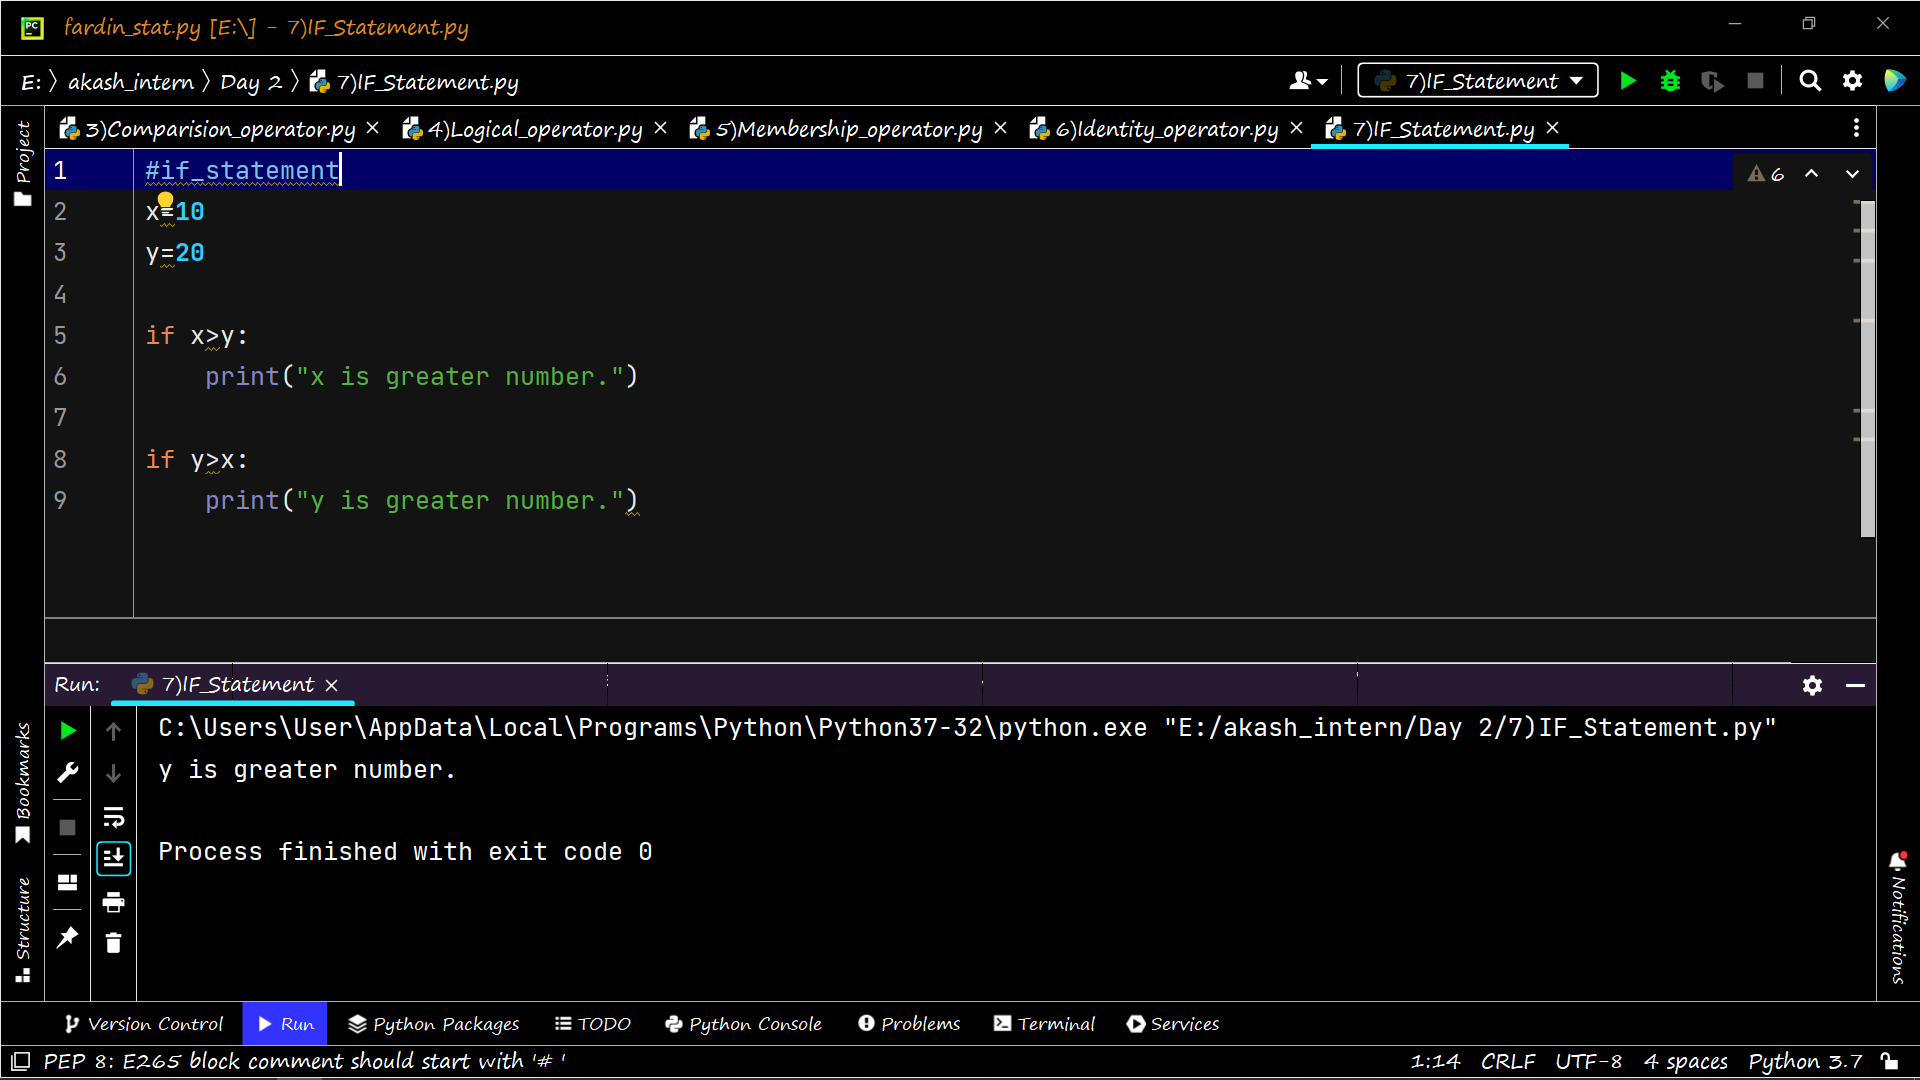 fardin_stat.py [E:\] - 7)IF_Statement.py
E: 〉 akash_intern 〉 Day 2 〉 7)IF_Statement.py
7)IF_Statement
3)Comparision_operator.py 4)Logical_operator.py 5)Membership_operator.py 6)Identity_operator.py 7)IF_Statement.py
Project
1 #if_statement
6
2 x=10
3 y=20
4
5 if x>y:
6     print("x is greater number.")
7
8 if y>x:
9     print("y is greater number.")
Run: 7)IF_Statement
C:\Users\User\AppData\Local\Programs\Python\Python37-32\python.exe "E:/akash_intern/Day 2/7)IF_Statement.py"
y is greater number.
Process finished with exit code 0
Bookmarks
Structure
Notifications
Version Control Run Python Packages TODO Python Console Problems Terminal Services
PEP 8: E265 block comment should start with '# ' 1:14 CRLF UTF-8 4 spaces Python 3.7